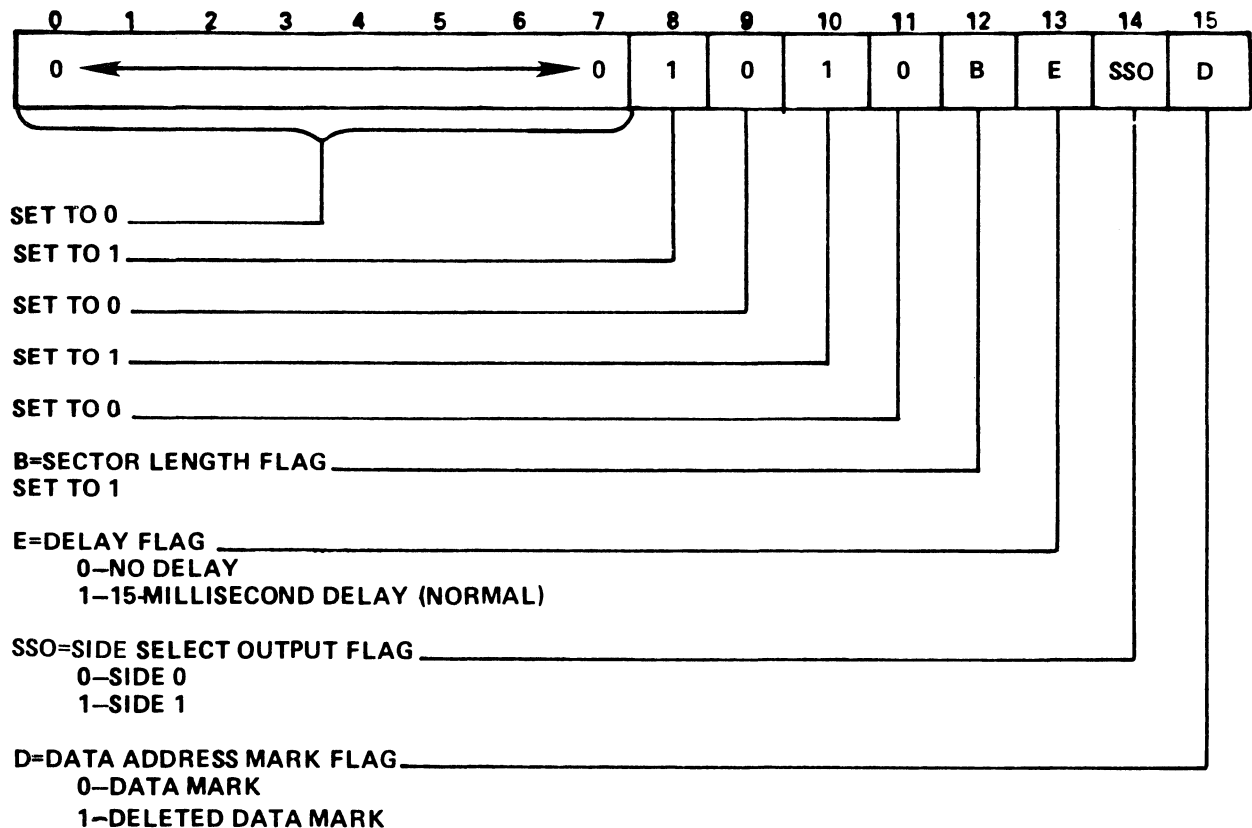 0 1 2 3 4 5 6 7 8 9 10 11 12 13 14 15
0 0 1 0 1 0 B E SSO D
SET TO 0
SET TO 1
SET TO 0
SET TO 1
SET TO 0
B=SECTOR LENGTH FLAG
SET TO 1
E=DELAY FLAG
0—NO DELAY
1—15-MILLISECOND DELAY (NORMAL)
SSO=SIDE SELECT OUTPUT FLAG
0—SIDE 0
1—SIDE 1
D=DATA ADDRESS MARK FLAG
0—DATA MARK
1—DELETED DATA MARK